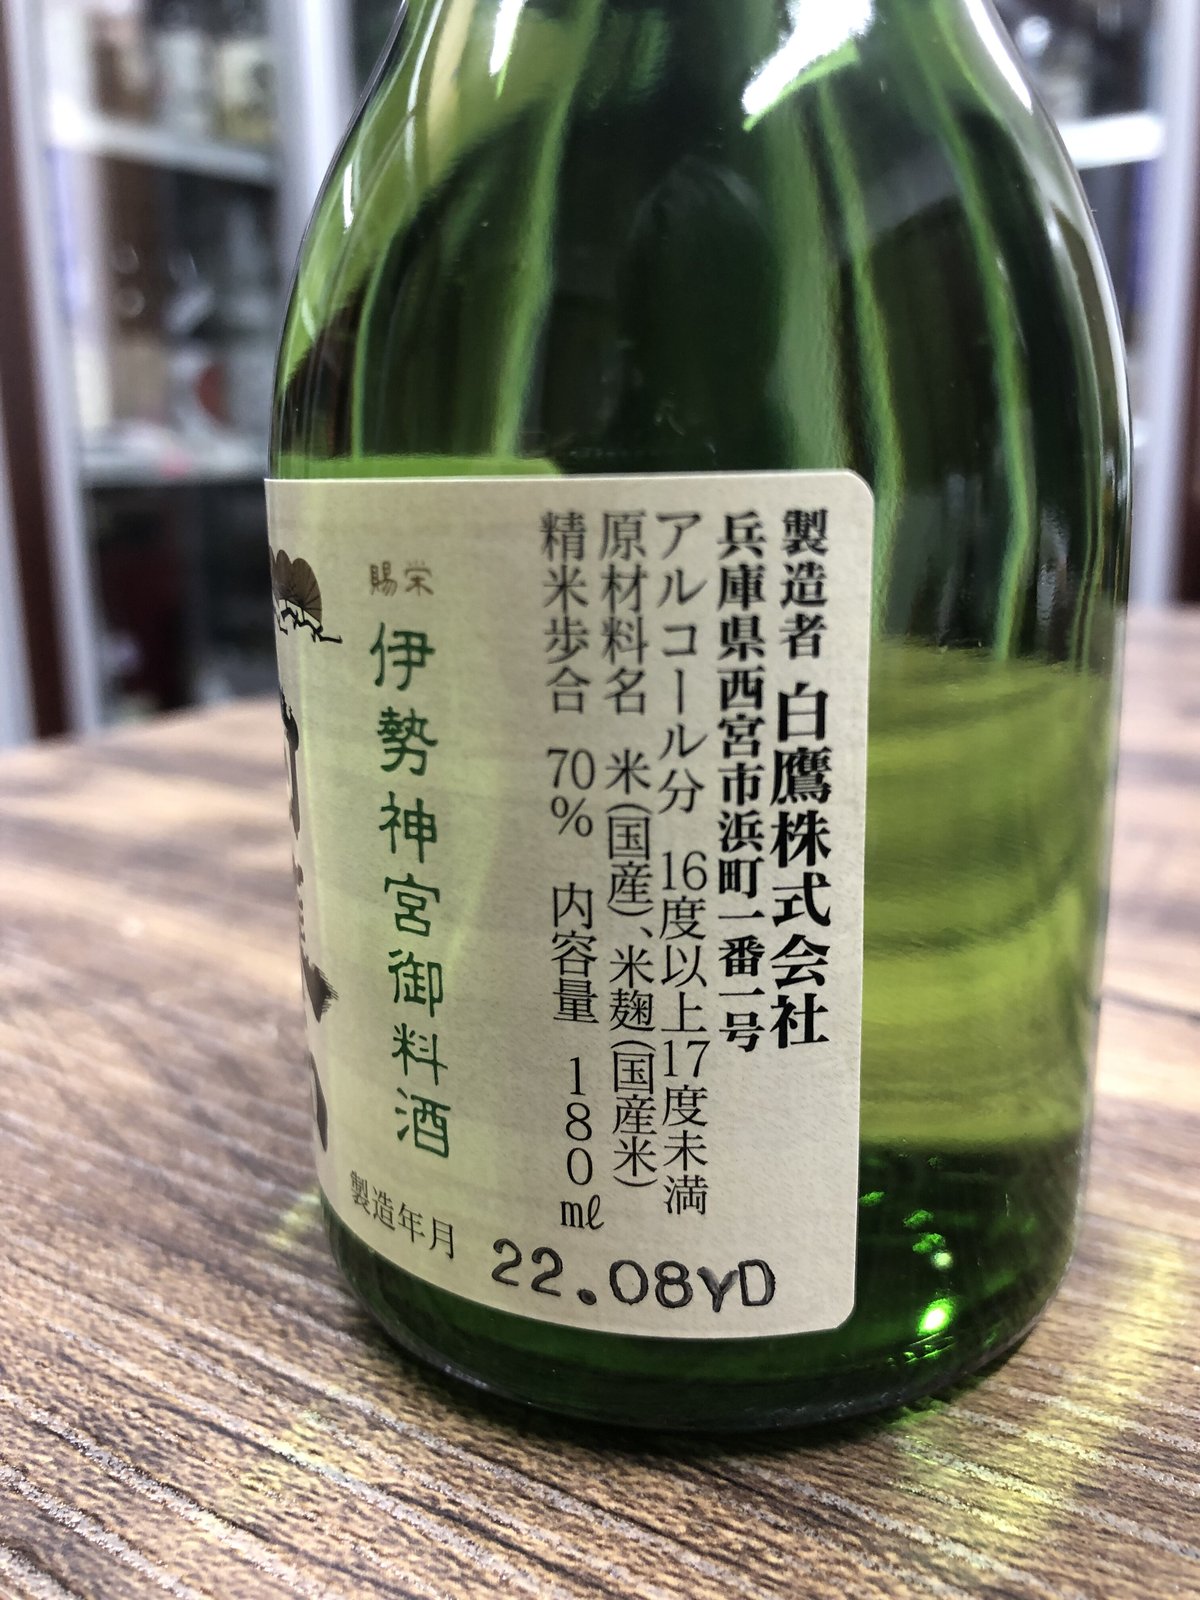 製造者 白鷹株式会社
兵庫県西宮市浜町一番一号
アルコール分 16度以上17度未満
原材料名 米(国産)、米麹(国産米)
精米歩合 70% 内容量 180㎖
賜栄
伊勢神宮御料酒
製造年月 22.08YD